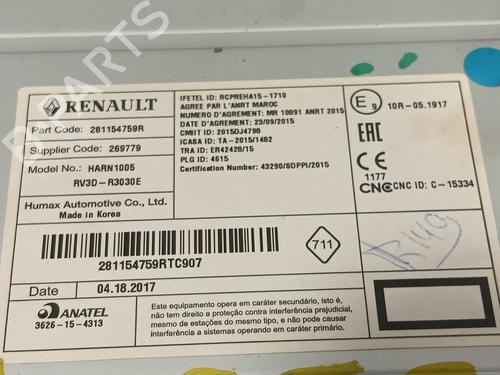 B-PARTS
RENAULT
Part Code: 281154759R
Supplier Code: 269779
Model No.: HARN1005
RV3D-R3030E
Humax Automotive Co., Ltd.
Made in Korea
IFETEL ID: RCPREHA15-1718
AGREE PAR L'ANRT MAROC
NUMERO D'AGREMENT: MR 10891 ANRT 2015
DATE D'AGREMENT: 23/09/2015
CMIIT ID: 2015DJ4798
ICASA ID: TA-2015/1482
TRA ID: ER42428/15
PLG ID: 4615
Certification Number: 43290/SDPPI/2015
E9 10R-05.1917
EAC
CE
1177
CNC CNC ID: C-15334
281154759RTC907
711
Date 04.18.2017
ANATEL
3626-15-4313
Este equipamento opera em caráter secundário, isto é,
não tem direito a proteção contra interferência prejudicial,
mesmo de estações do mesmo tipo, e não pode causar
interferência a sistemas operando em caráter primário.